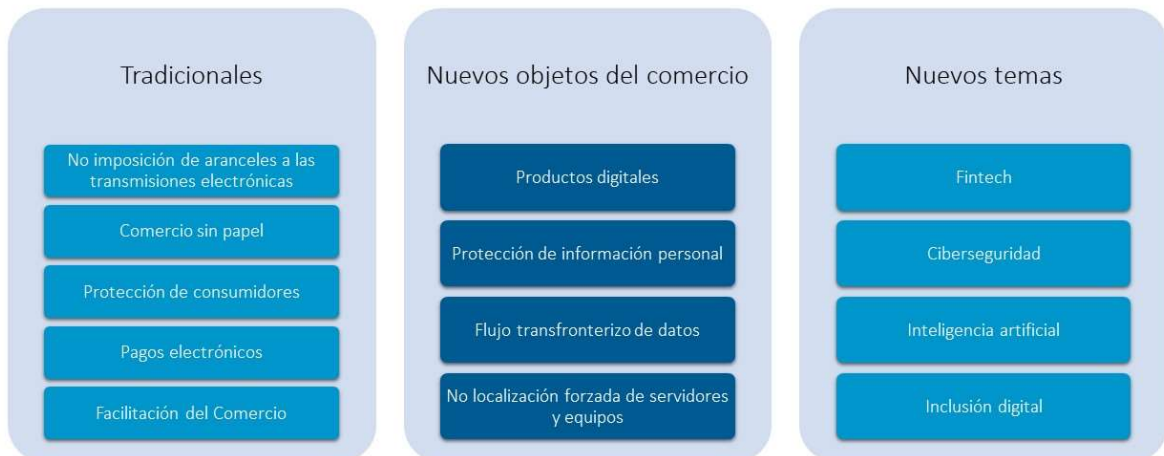 Tradicionales
No imposición de aranceles a las
transmisiones electrónicas
Comercio sin papel
Protección de consumidores
Pagos electrónicos
Facilitación del Comercio
Nuevos objetos del comercio
Productos digitales
Protección de información personal
Flujo transfronterizo de datos
No localización forzada de servidores
y equipos
Nuevos temas
Fintech
Ciberseguridad
Inteligencia artificial
Inclusión digital